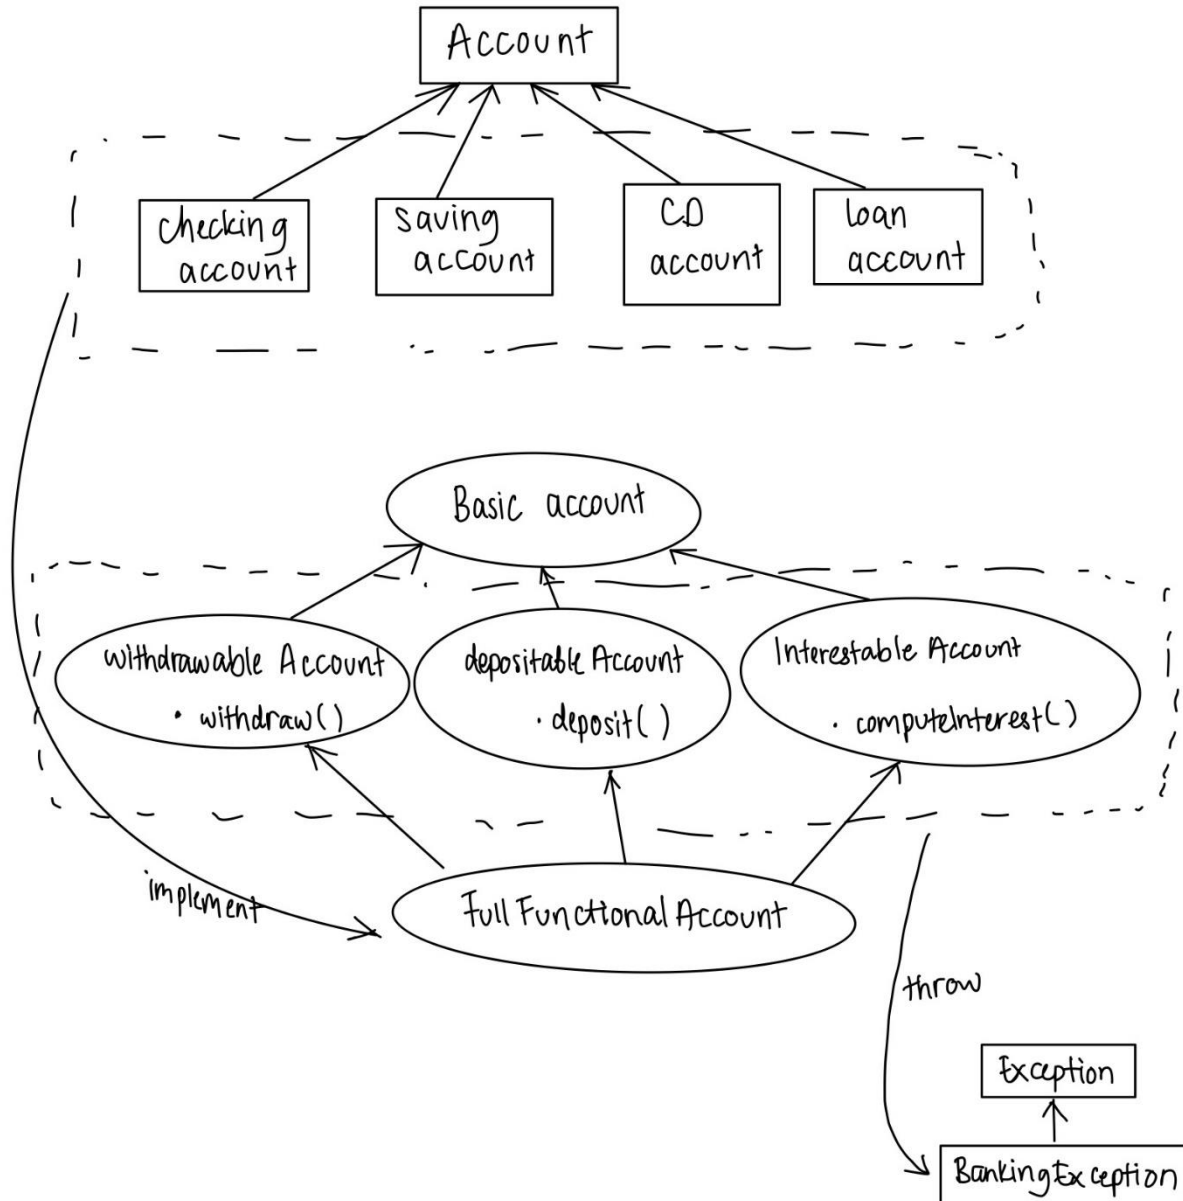 Account
checking
account
saving
account
CD
account
loan
account
Basic account
withdrawable Account
• withdraw()
depositable Account
• deposit()
Interestable Account
• computeInterest()
implement
Full Functional Account
throw
Exception
BankingException